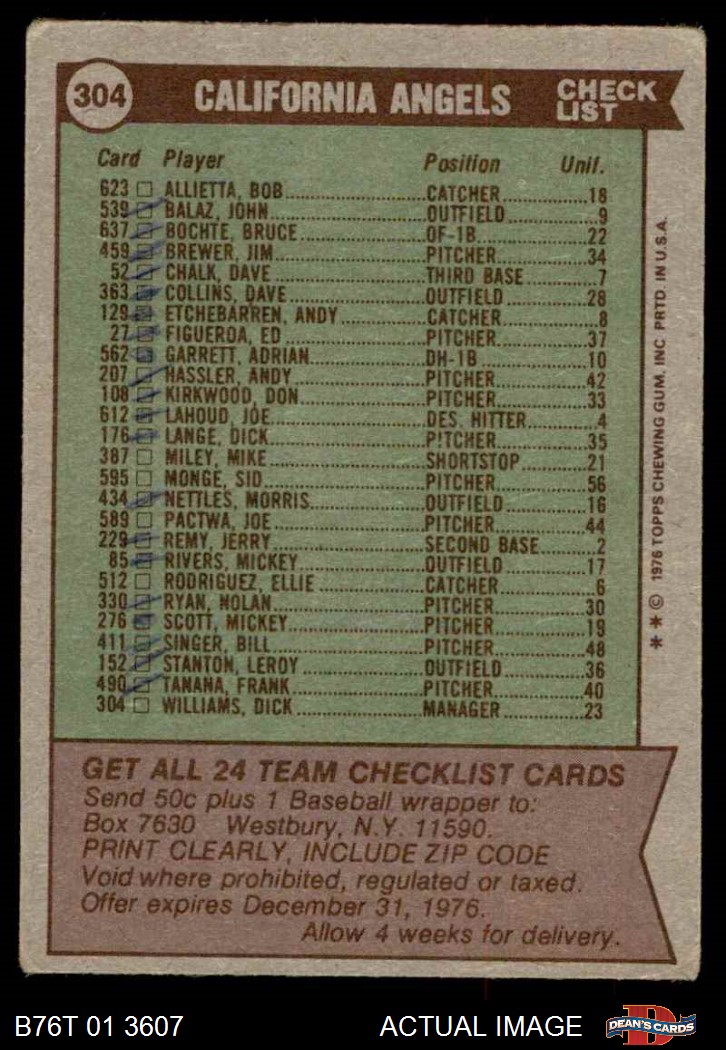 304 CALIFORNIA ANGELS CHECK LIST
Card Player Position Unif.
623 ALLIETTA, BOB CATCHER 18
539 BALAZ, JOHN OUTFIELD 9
637 BOCHTE, BRUCE OF-1B 22
459 BREWER, JIM PITCHER 34
52 CHALK, DAVE THIRD BASE 7
363 COLLINS, DAVE OUTFIELD 28
129 ETCHEBARREN, ANDY CATCHER 8
27 FIGUEROA, ED PITCHER 37
562 GARRETT, ADRIAN DH-1B 10
207 HASSLER, ANDY PITCHER 42
108 KIRKWOOD, DON PITCHER 33
612 LAHOUD, JOE DES. HITTER 4
176 LANGE, DICK PITCHER 35
387 MILEY, MIKE SHORTSTOP 21
595 MONGE, SID PITCHER 56
434 NETTLES, MORRIS OUTFIELD 16
589 PACTWA, JOE PITCHER 44
229 REMY, JERRY SECOND BASE 2
85 RIVERS, MICKEY OUTFIELD 17
512 RODRIGUEZ, ELLIE CATCHER 6
330 RYAN, NOLAN PITCHER 30
276 SCOTT, MICKEY PITCHER 19
411 SINGER, BILL PITCHER 48
152 STANTON, LEROY OUTFIELD 36
490 TANANA, FRANK PITCHER 40
304 WILLIAMS, DICK MANAGER 23
** © 1976 TOPPS CHEWING GUM, INC. PRTD. IN U.S.A.
GET ALL 24 TEAM CHECKLIST CARDS
Send 50c plus 1 Baseball wrapper to:
Box 7630 Westbury, N.Y. 11590.
PRINT CLEARLY, INCLUDE ZIP CODE
Void where prohibited, regulated or taxed.
Offer expires December 31, 1976.
Allow 4 weeks for delivery.
B76T 01 3607 ACTUAL IMAGE DEAN'S CARDS